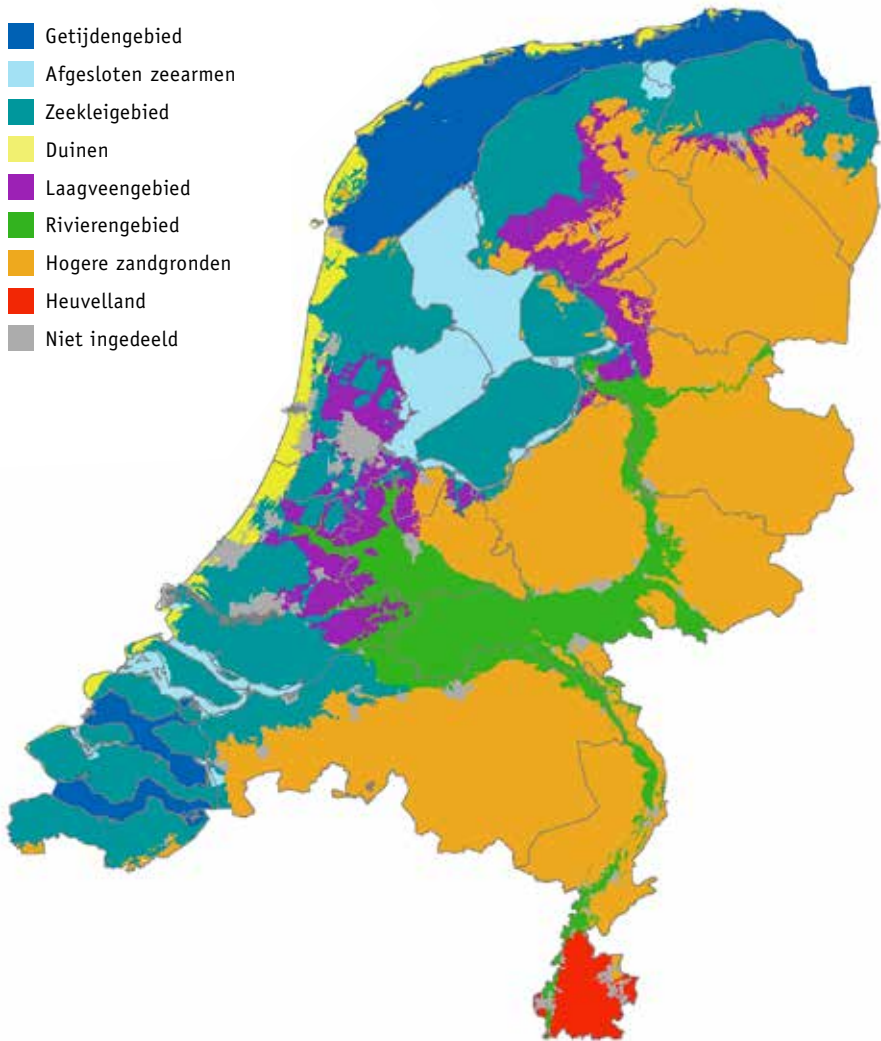 Getijdengebied
Afgesloten zeearmen
Zeekleigebied
Duinen
Laagveengebied
Rivierengebied
Hogere zandgronden
Heuvelland
Niet ingedeeld